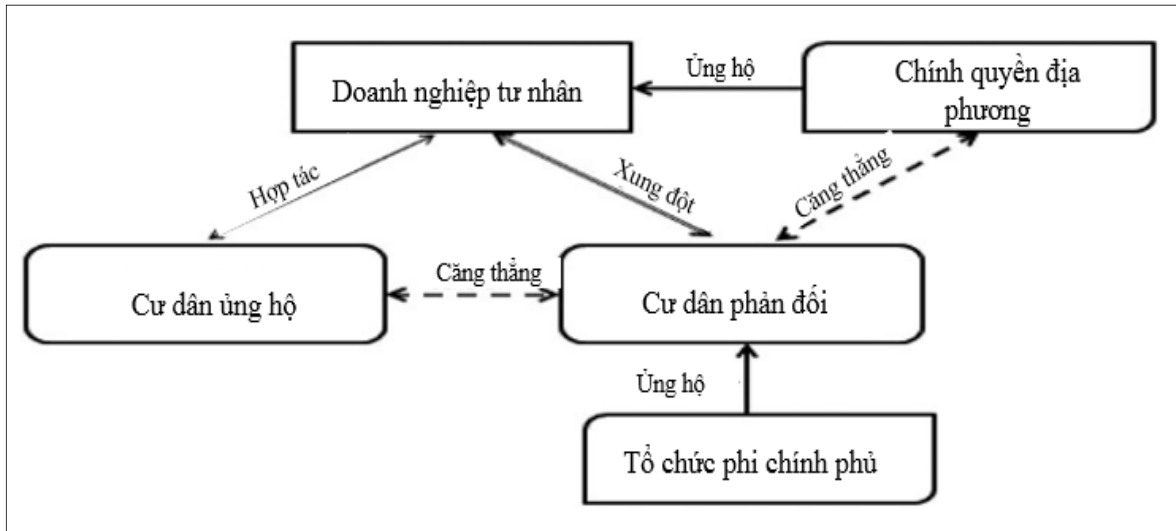 Ủng hộ
Chính quyền địa
phương
Doanh nghiệp tư nhân
Hợp tác
Xung đột
Căng thẳng
Căng thẳng
Cư dân ủng hộ
Cư dân phản đối
Ủng hộ
Tổ chức phi chính phủ